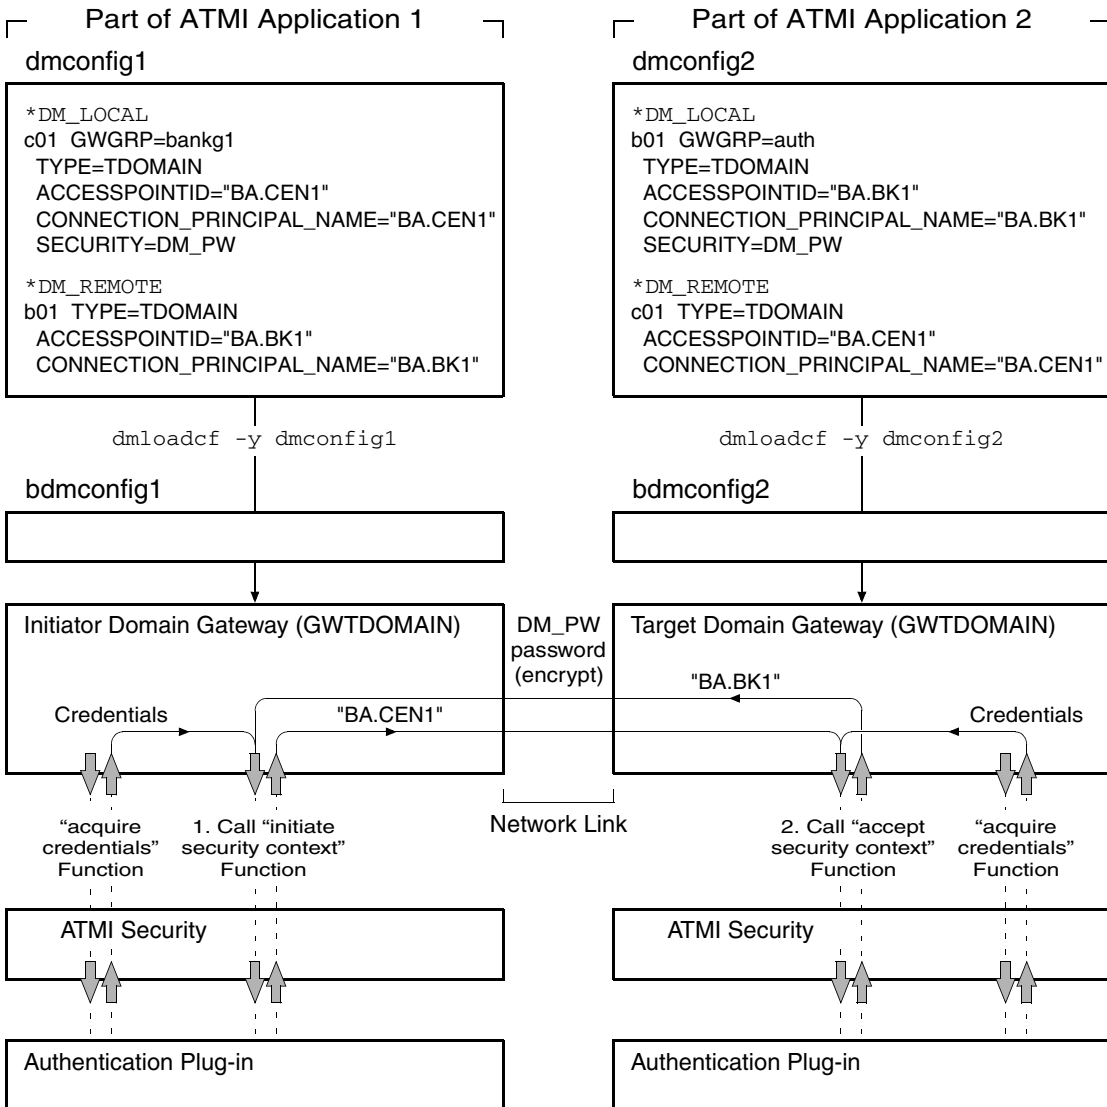 Part of ATMI Application 1
dmconfig1
*DM_LOCAL
c01 GWGRP=bankg1
TYPE=TDOMAIN
ACCESSPOINTID="BA.CEN1"
CONNECTION_PRINCIPAL_NAME="BA.CEN1"
SECURITY=DM_PW
*DM_REMOTE
b01 TYPE=TDOMAIN
ACCESSPOINTID="BA.BK1"
CONNECTION_PRINCIPAL_NAME="BA.BK1"
dmloadcf -y dmconfig1
bdmconfig1
Part of ATMI Application 2
dmconfig2
*DM_LOCAL
b01 GWGRP=auth
TYPE=TDOMAIN
ACCESSPOINTID="BA.BK1"
CONNECTION_PRINCIPAL_NAME="BA.BK1"
SECURITY=DM_PW
*DM_REMOTE
c01 TYPE=TDOMAIN
ACCESSPOINTID="BA.CEN1"
CONNECTION_PRINCIPAL_NAME="BA.CEN1"
dmloadcf -y dmconfig2
bdmconfig2
Initiator Domain Gateway (GWTDOMAIN)
DM_PW
password
(encrypt)
Target Domain Gateway (GWTDOMAIN)
"BA.BK1"
Credentials
"BA.CEN1"
Credentials
“acquire
credentials”
Function
1. Call “initiate
security context”
Function
Network Link
2. Call “accept
security context”
Function
“acquire
credentials”
Function
ATMI Security
ATMI Security
Authentication Plug-in
Authentication Plug-in